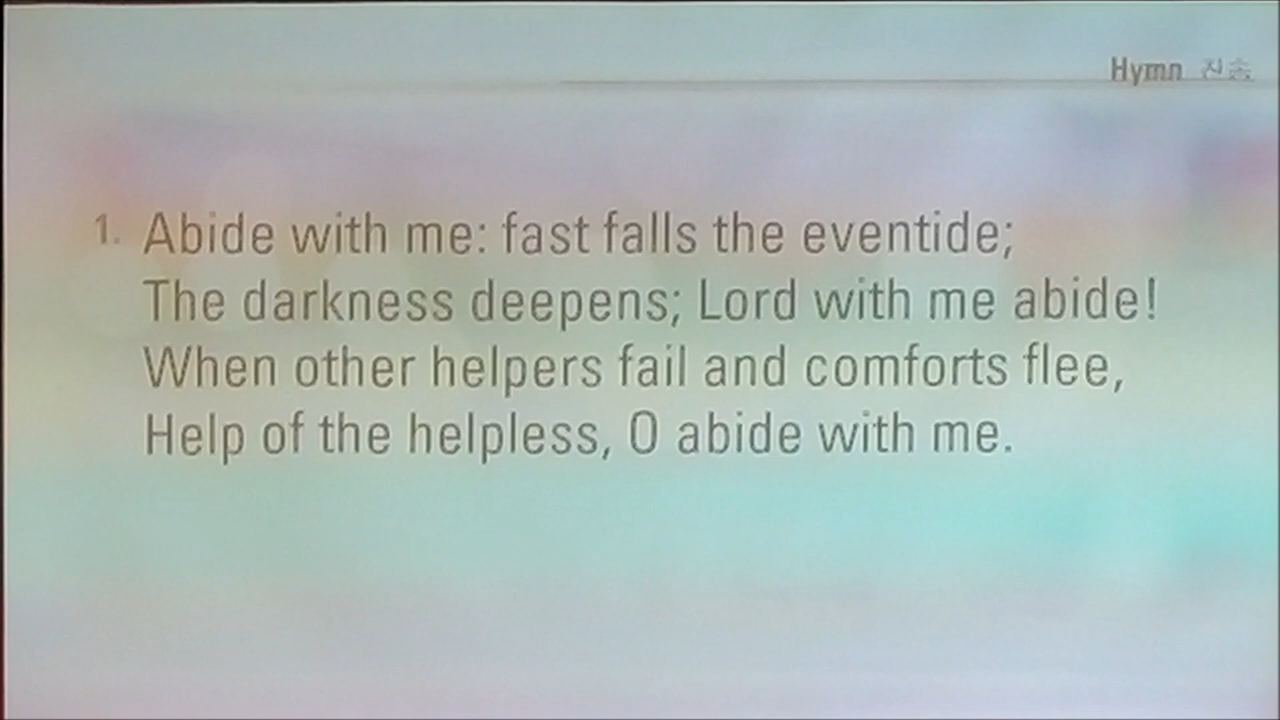 Hymn 찬송
1. Abide with me: fast falls the eventide;
The darkness deepens; Lord with me abide!
When other helpers fail and comforts flee,
Help of the helpless, O abide with me.